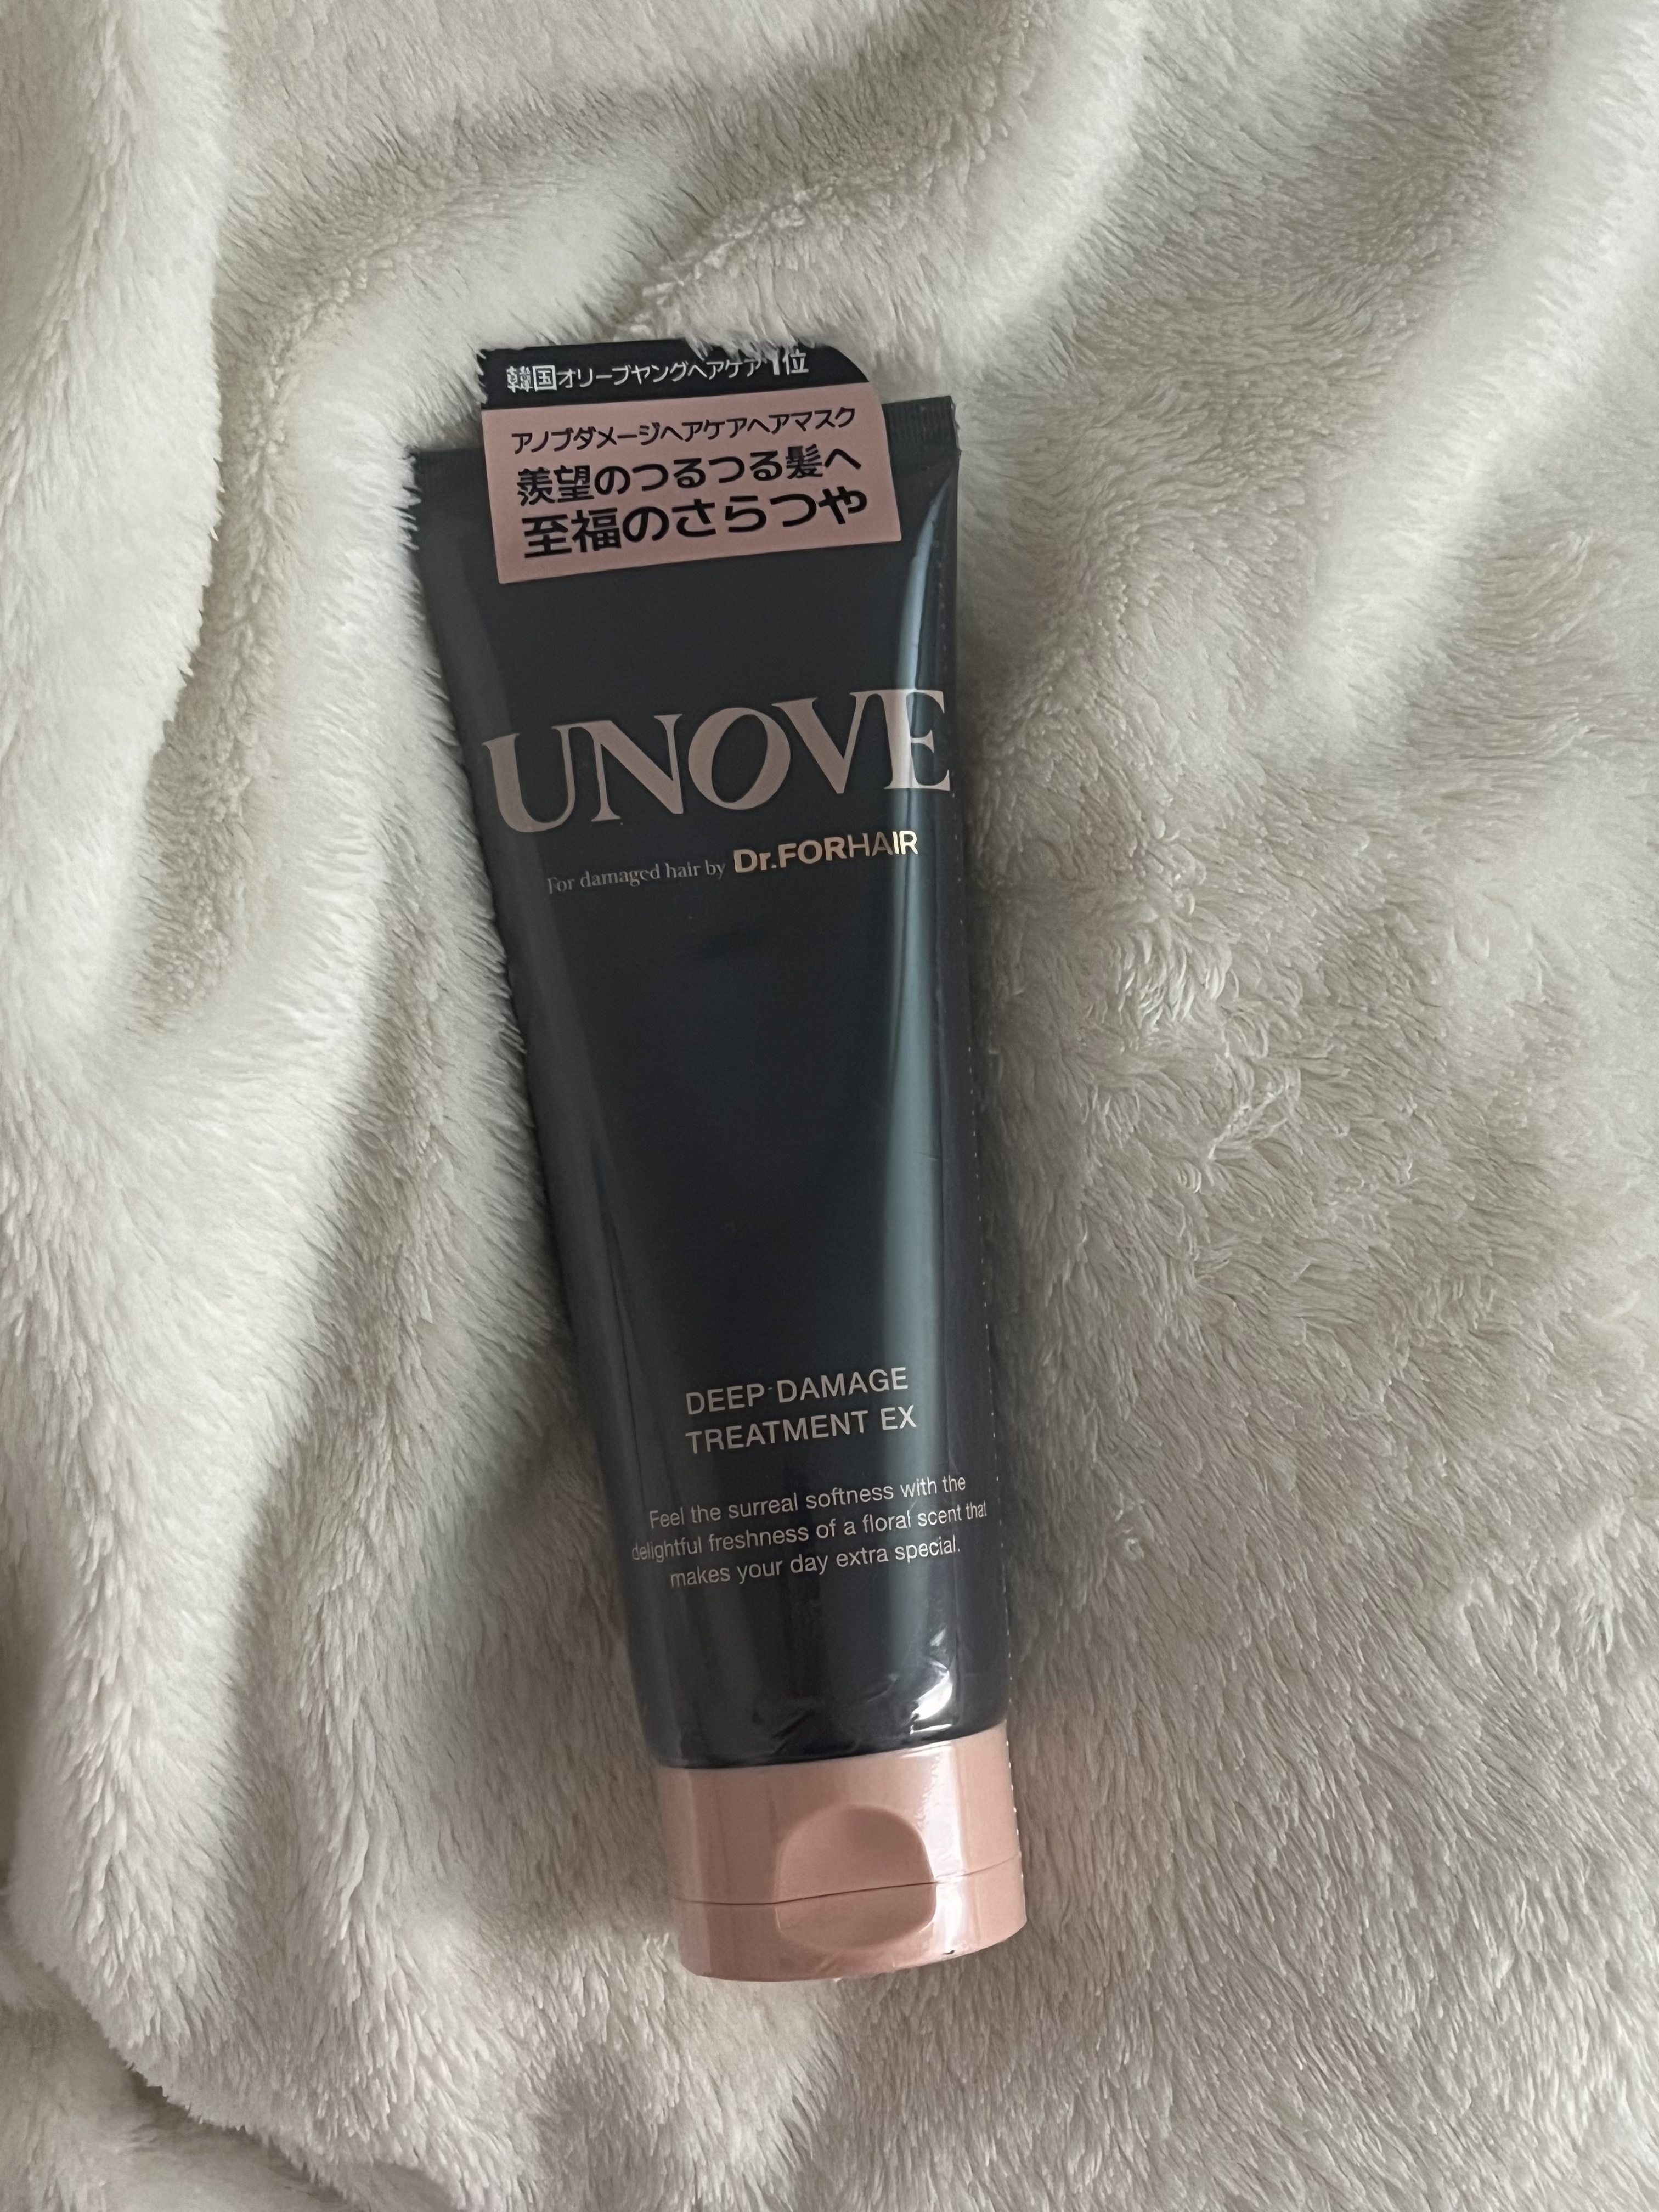 韓国オリーブヤングヘアケア1位
アノブダメージヘアケアヘアマスク
羨望のつるつる髪へ
至福のさらつや
UNOVE
For damaged hair by Dr.FORHAIR
DEEP DAMAGE
TREATMENT EX
Feel the surreal softness with the
delightful freshness of a floral scent that
makes your day extra special.